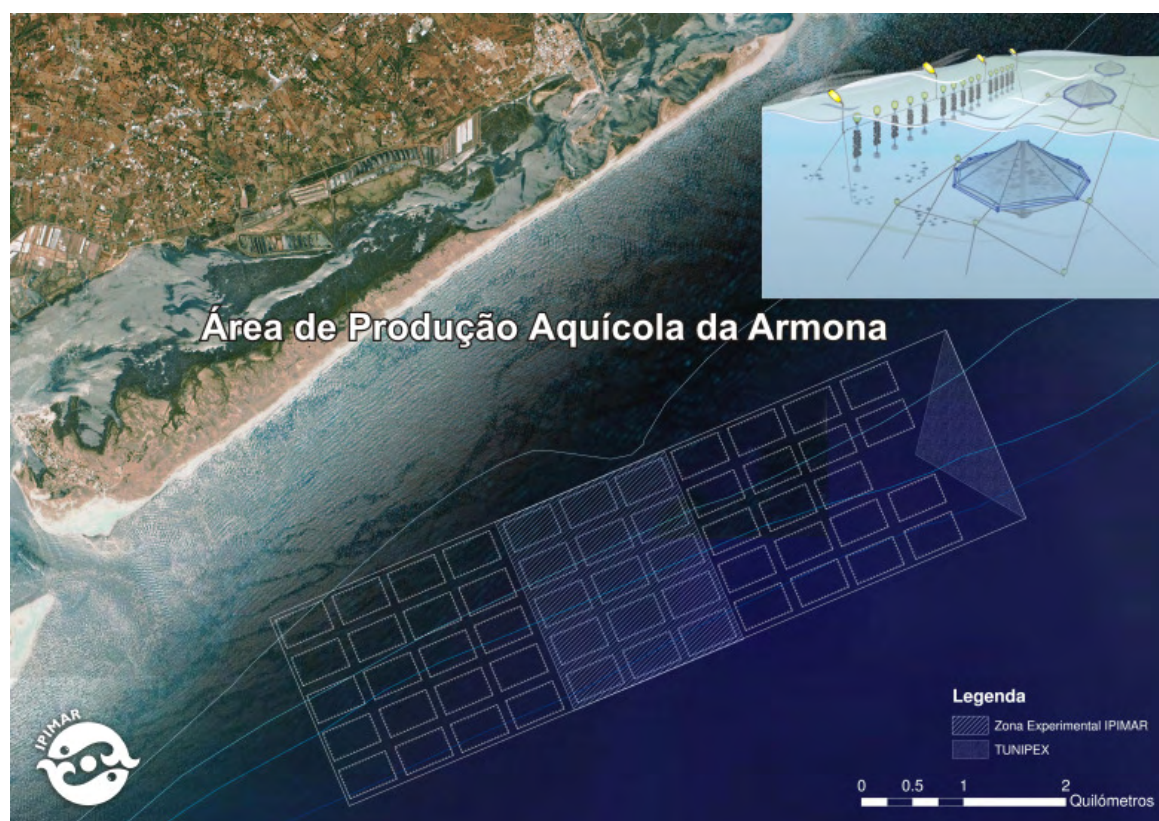 Área de Produção Aquícola da Armona
IPIMAR
Legenda
Zona Experimental IPIMAR
TUNIPEX
0 0.5 1 2
Quilómetros